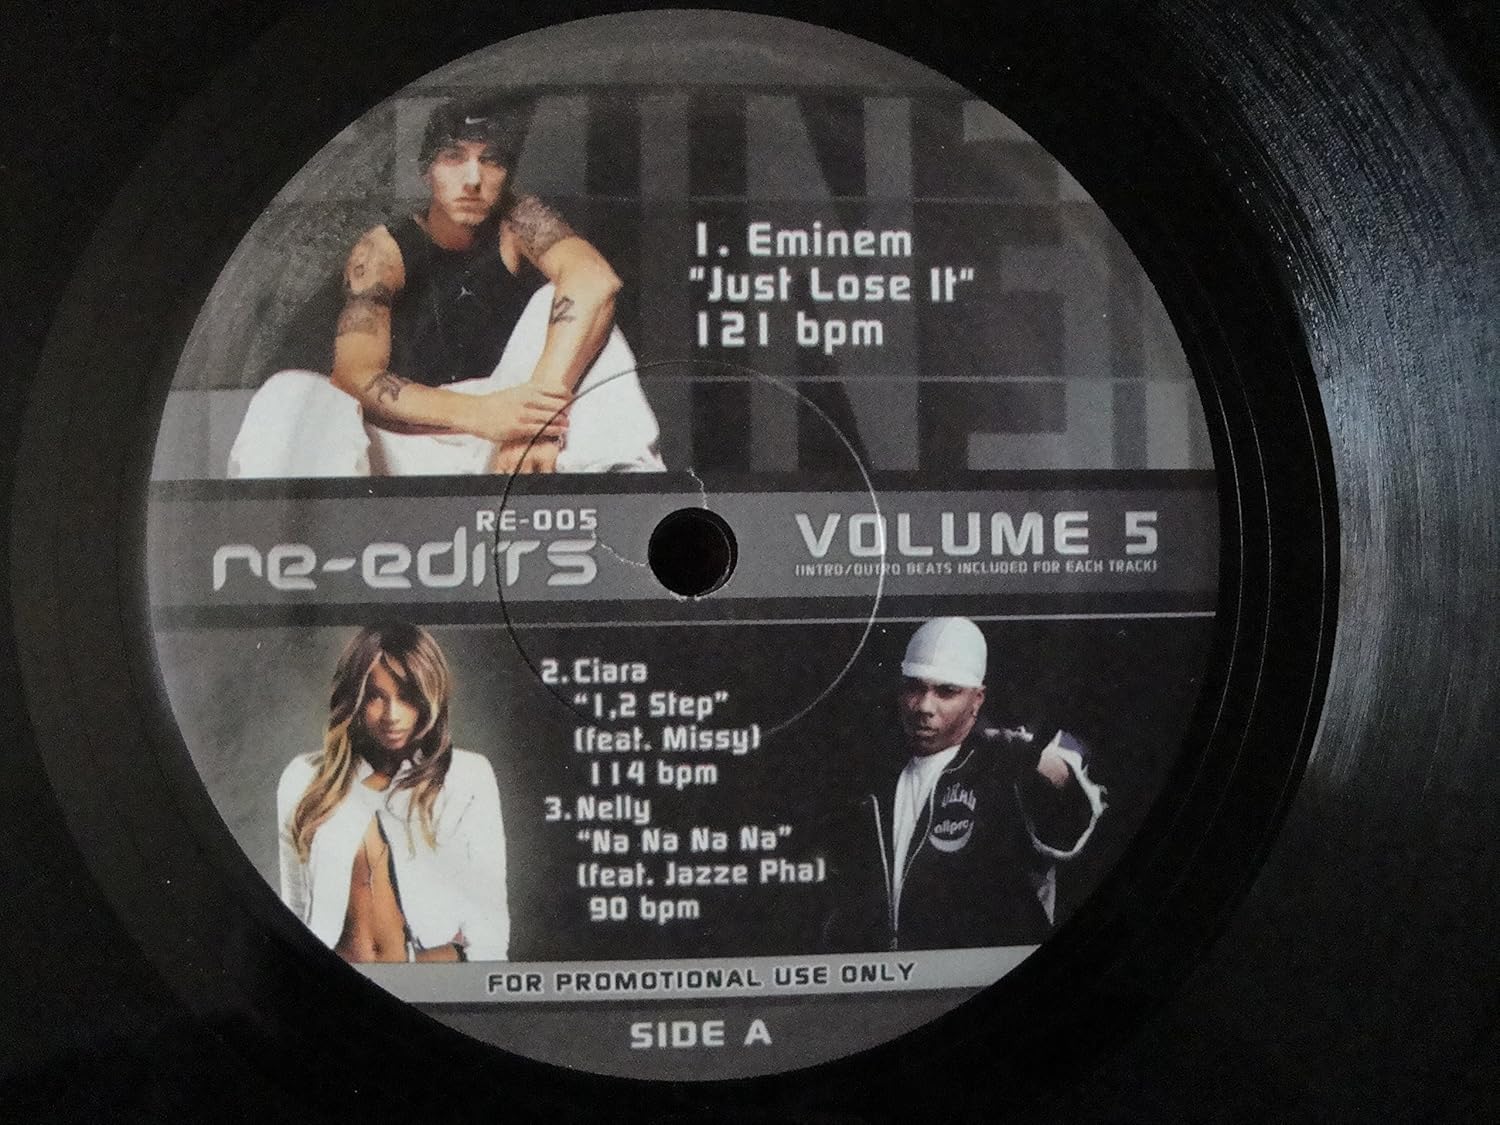 1. Eminem
"Just Lose It"
121 bpm
RE-005
re-edits
VOLUME 5
(INTRO/OUTRO BEATS INCLUDED FOR EACH TRACK)
2. Ciara
"1,2 Step"
(feat. Missy)
114 bpm
3. Nelly
"Na Na Na Na"
(feat. Jazze Pha)
90 bpm
allpro
FOR PROMOTIONAL USE ONLY
SIDE A